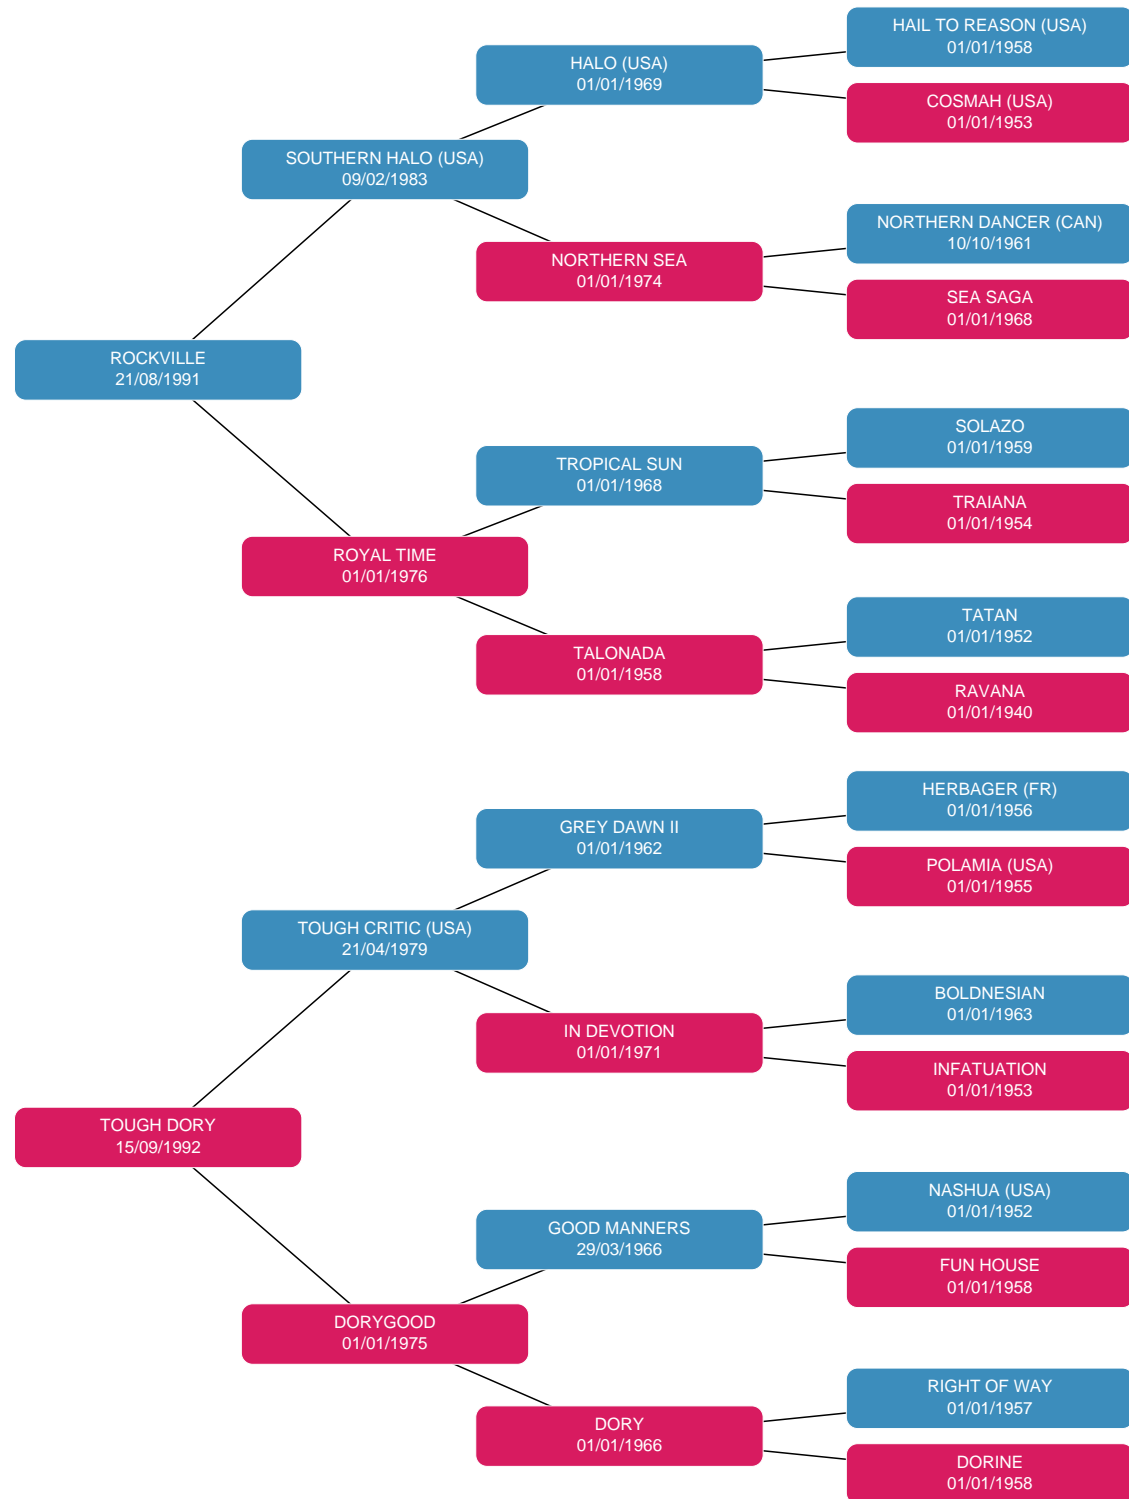 HAIL TO REASON (USA)
01/01/1958
HALO (USA)
01/01/1969
COSMAH (USA)
01/01/1953
SOUTHERN HALO (USA)
09/02/1983
NORTHERN DANCER (CAN)
10/10/1961
NORTHERN SEA
01/01/1974
SEA SAGA
01/01/1968
ROCKVILLE
21/08/1991
SOLAZO
01/01/1959
TROPICAL SUN
01/01/1968
TRAIANA
01/01/1954
ROYAL TIME
01/01/1976
TATAN
01/01/1952
TALONADA
01/01/1958
RAVANA
01/01/1940
HERBAGER (FR)
01/01/1956
GREY DAWN II
01/01/1962
POLAMIA (USA)
01/01/1955
TOUGH CRITIC (USA)
21/04/1979
BOLDNESIAN
01/01/1963
IN DEVOTION
01/01/1971
INFATUATION
01/01/1953
TOUGH DORY
15/09/1992
NASHUA (USA)
01/01/1952
GOOD MANNERS
29/03/1966
FUN HOUSE
01/01/1958
DORYGOOD
01/01/1975
RIGHT OF WAY
01/01/1957
DORY
01/01/1966
DORINE
01/01/1958